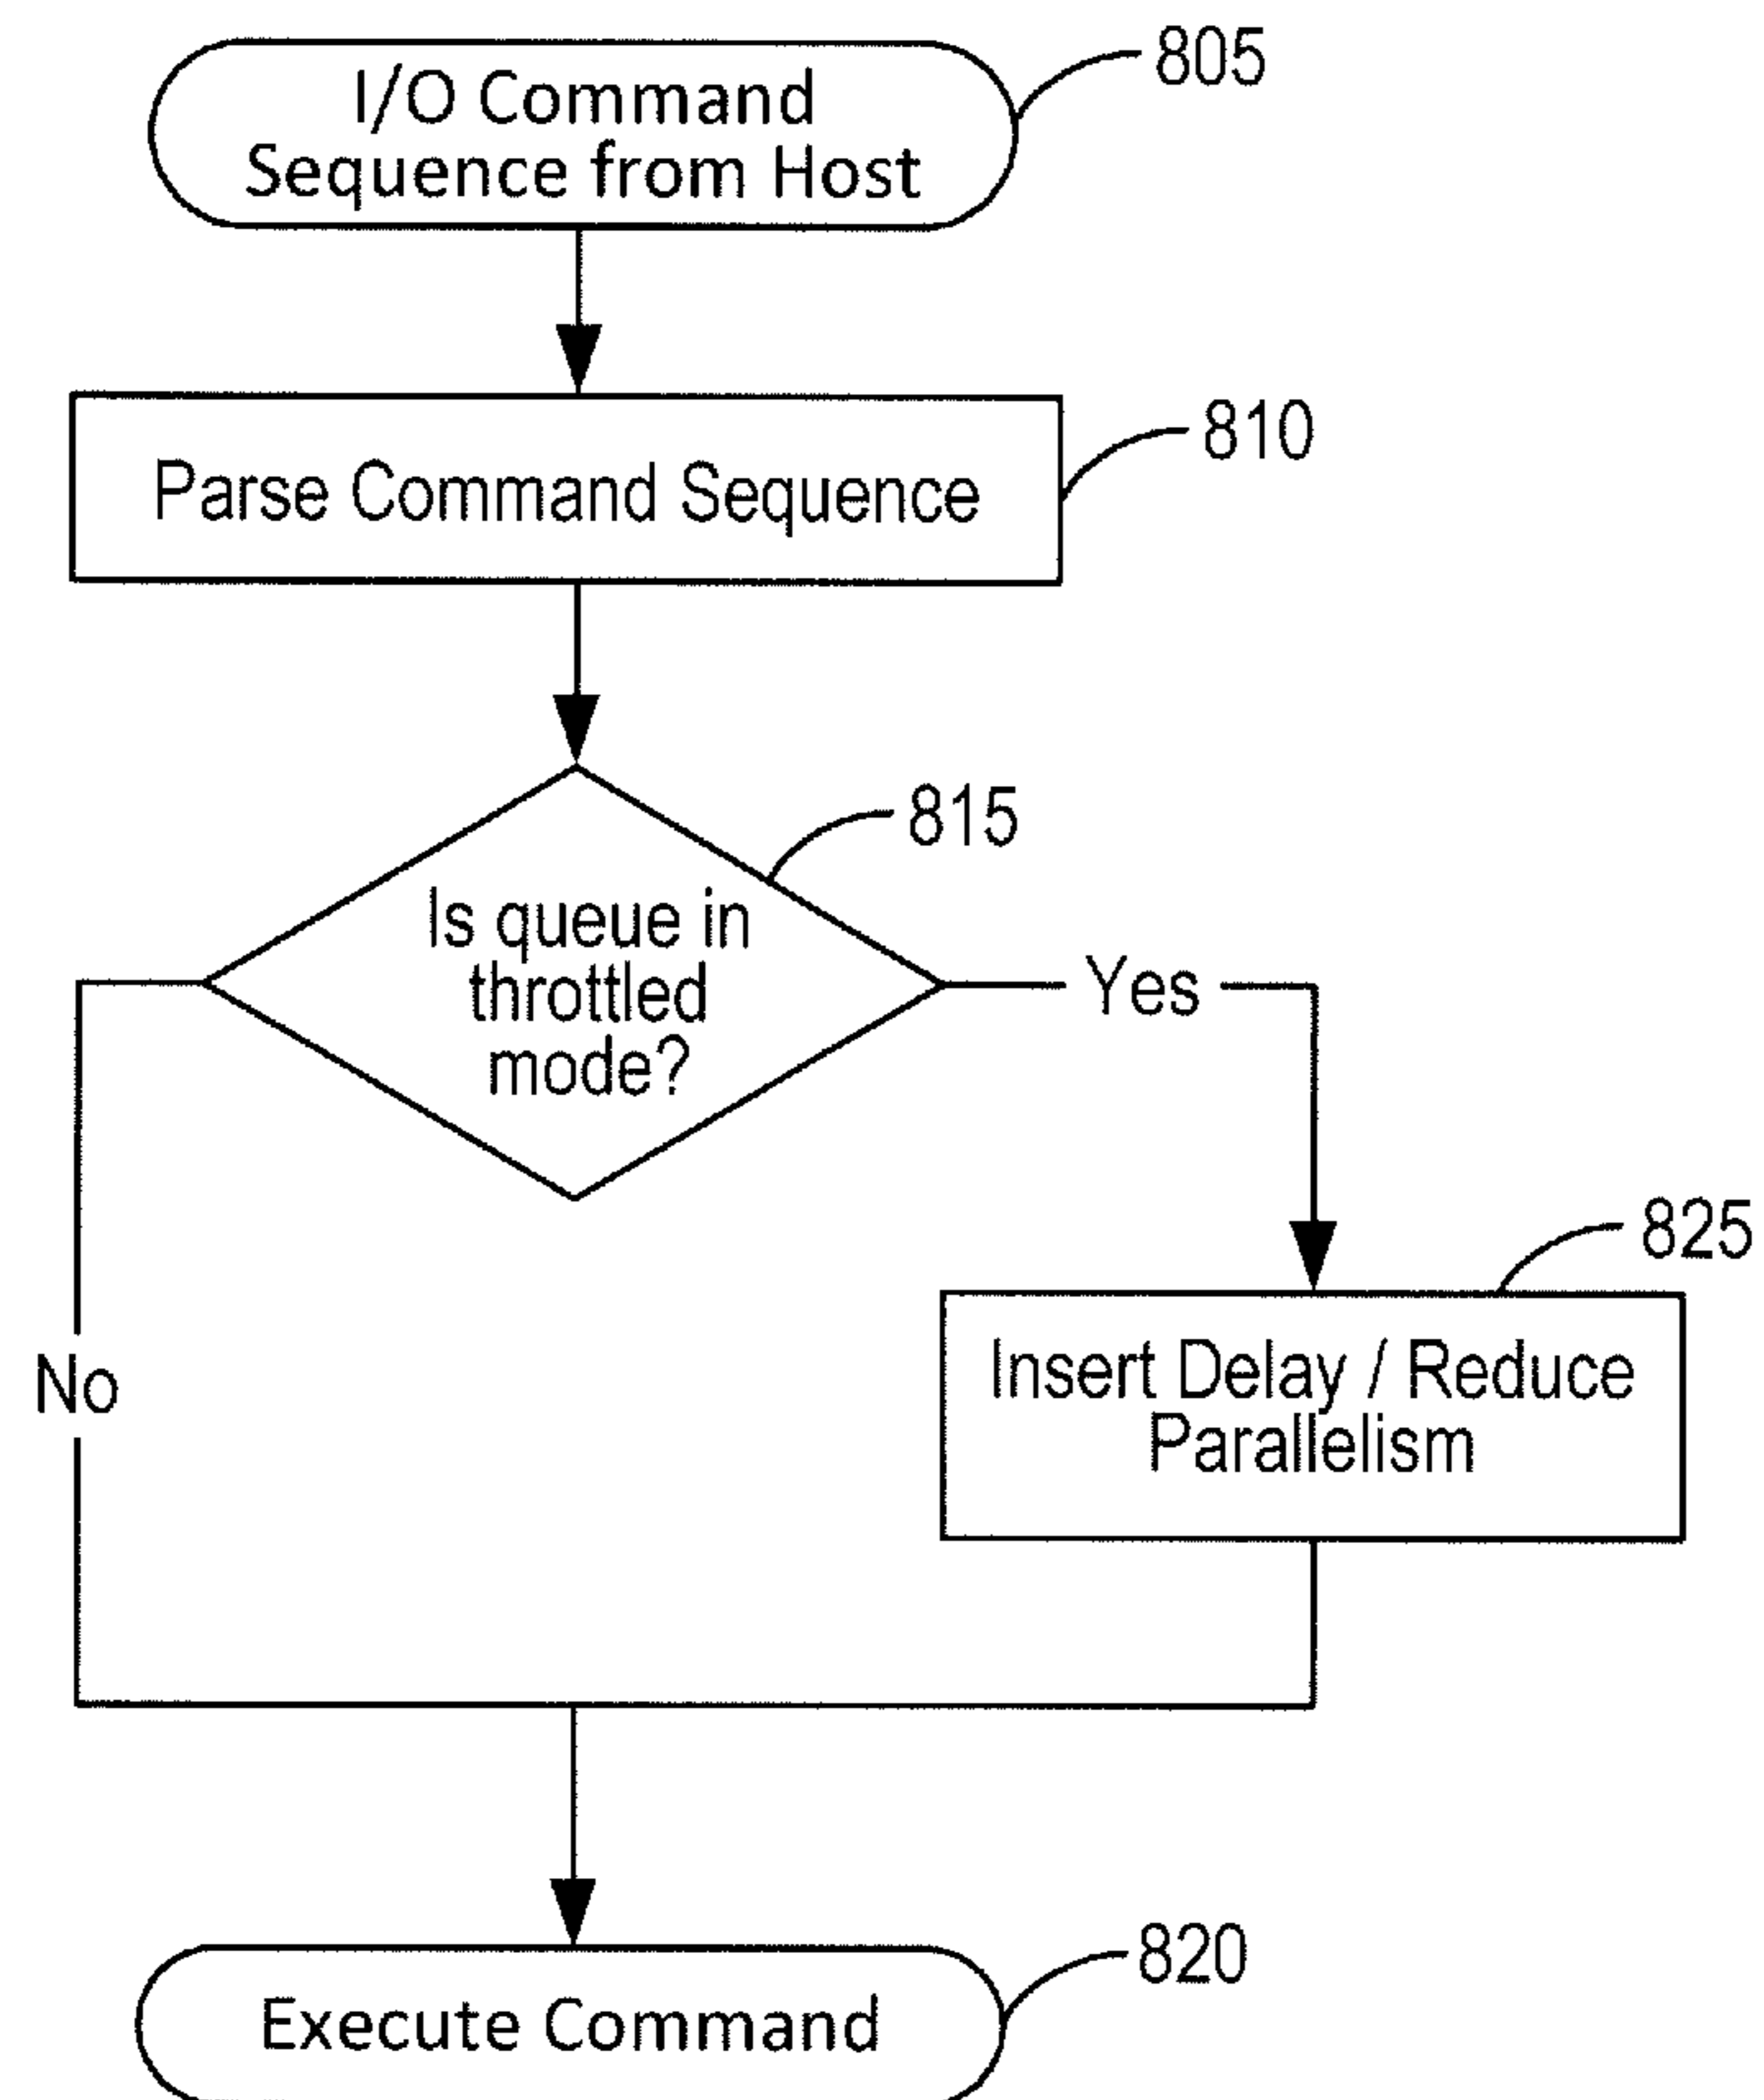 I/O Command
Sequence from Host
805
Parse Command Sequence
810
815
Is queue in
throttled
mode?
Yes
No
825
Insert Delay / Reduce
Parallelism
820
Execute Command